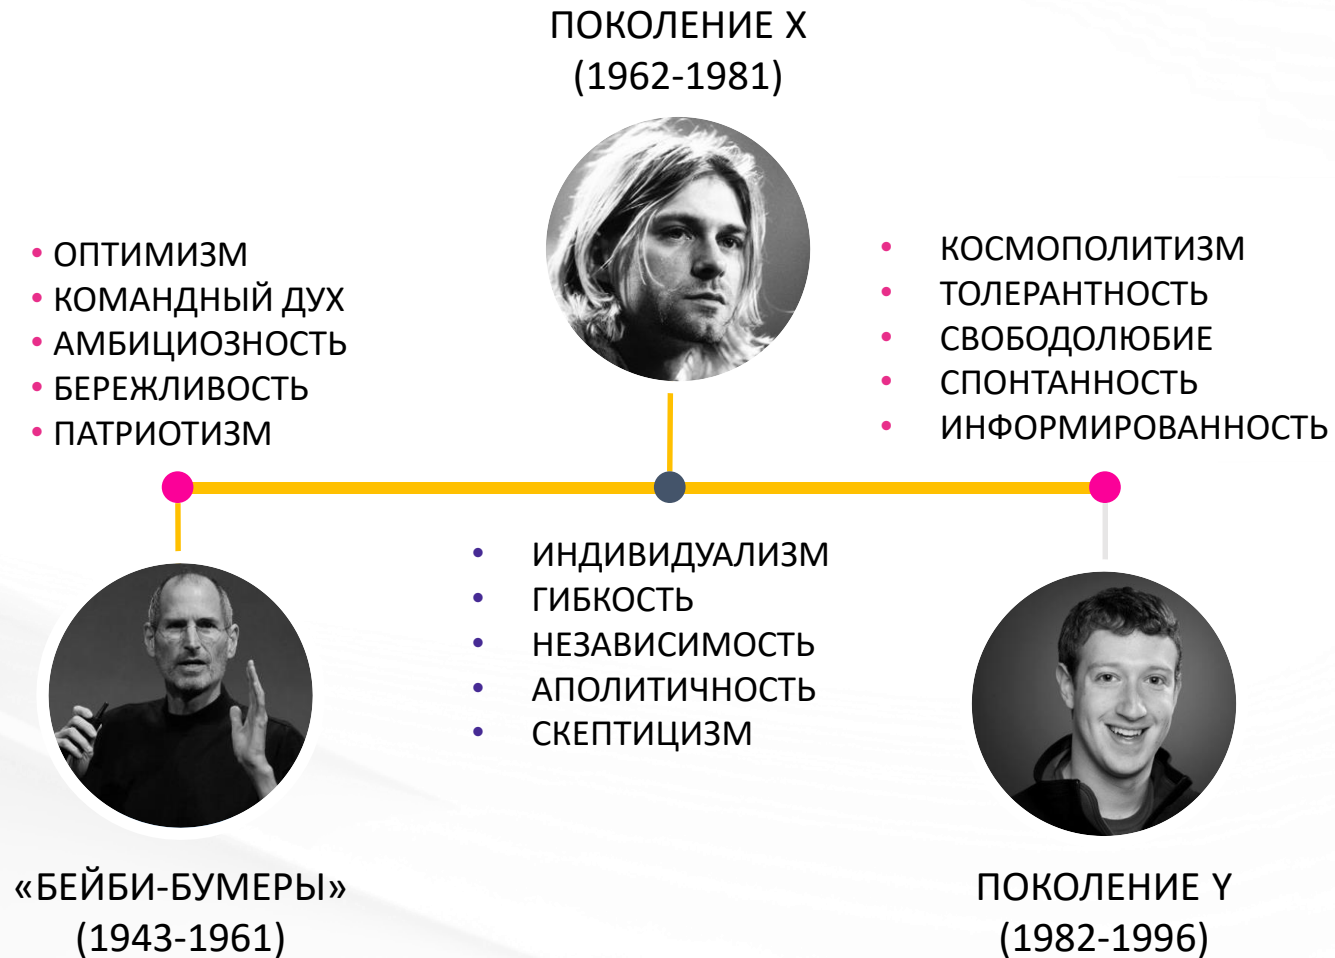 ПОКОЛЕНИЕ X
(1962-1981)
• ОПТИМИЗМ
• КОМАНДНЫЙ ДУХ
• АМБИЦИОЗНОСТЬ
• БЕРЕЖЛИВОСТЬ
• ПАТРИОТИЗМ
• КОСМОПОЛИТИЗМ
• ТОЛЕРАНТНОСТЬ
• СВОБОДОЛЮБИЕ
• СПОНТАННОСТЬ
• ИНФОРМИРОВАННОСТЬ
• ИНДИВИДУАЛИЗМ
• ГИБКОСТЬ
• НЕЗАВИСИМОСТЬ
• АПОЛИТИЧНОСТЬ
• СКЕПТИЦИЗМ
«БЕЙБИ-БУМЕРЫ»
(1943-1961)
ПОКОЛЕНИЕ Y
(1982-1996)